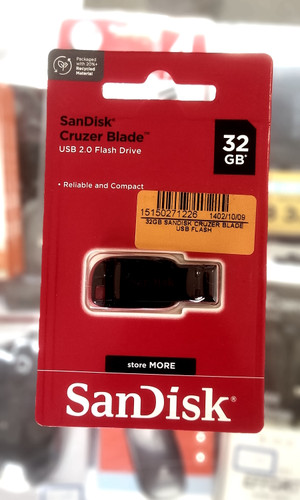 Packaged
with 20%+
Recycled
Material
SanDisk®
Cruzer Blade™
USB 2.0 Flash Drive
32
GB*
• Reliable and Compact
15150271226 1402/10/09
32GB SANDISK CRUZER BLADE
USB FLASH
store MORE
SanDisk®